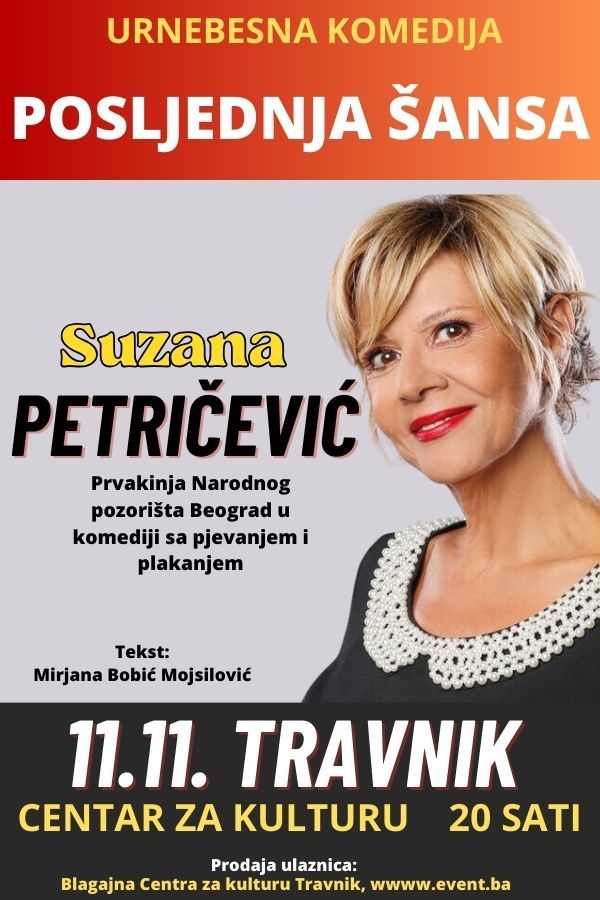 URNEBESNA KOMEDIJA
POSLJEDNJA ŠANSA
Suzana
PETRIČEVIĆ
Prvakinja Narodnog
pozorišta Beograd u
komediji sa pjevanjem i
plakanjem
Tekst:
Mirjana Bobić Mojsilović
11.11. TRAVNIK
CENTAR ZA KULTURU 20 SATI
Prodaja ulaznica:
Blagajna Centra za kulturu Travnik, wwww.event.ba